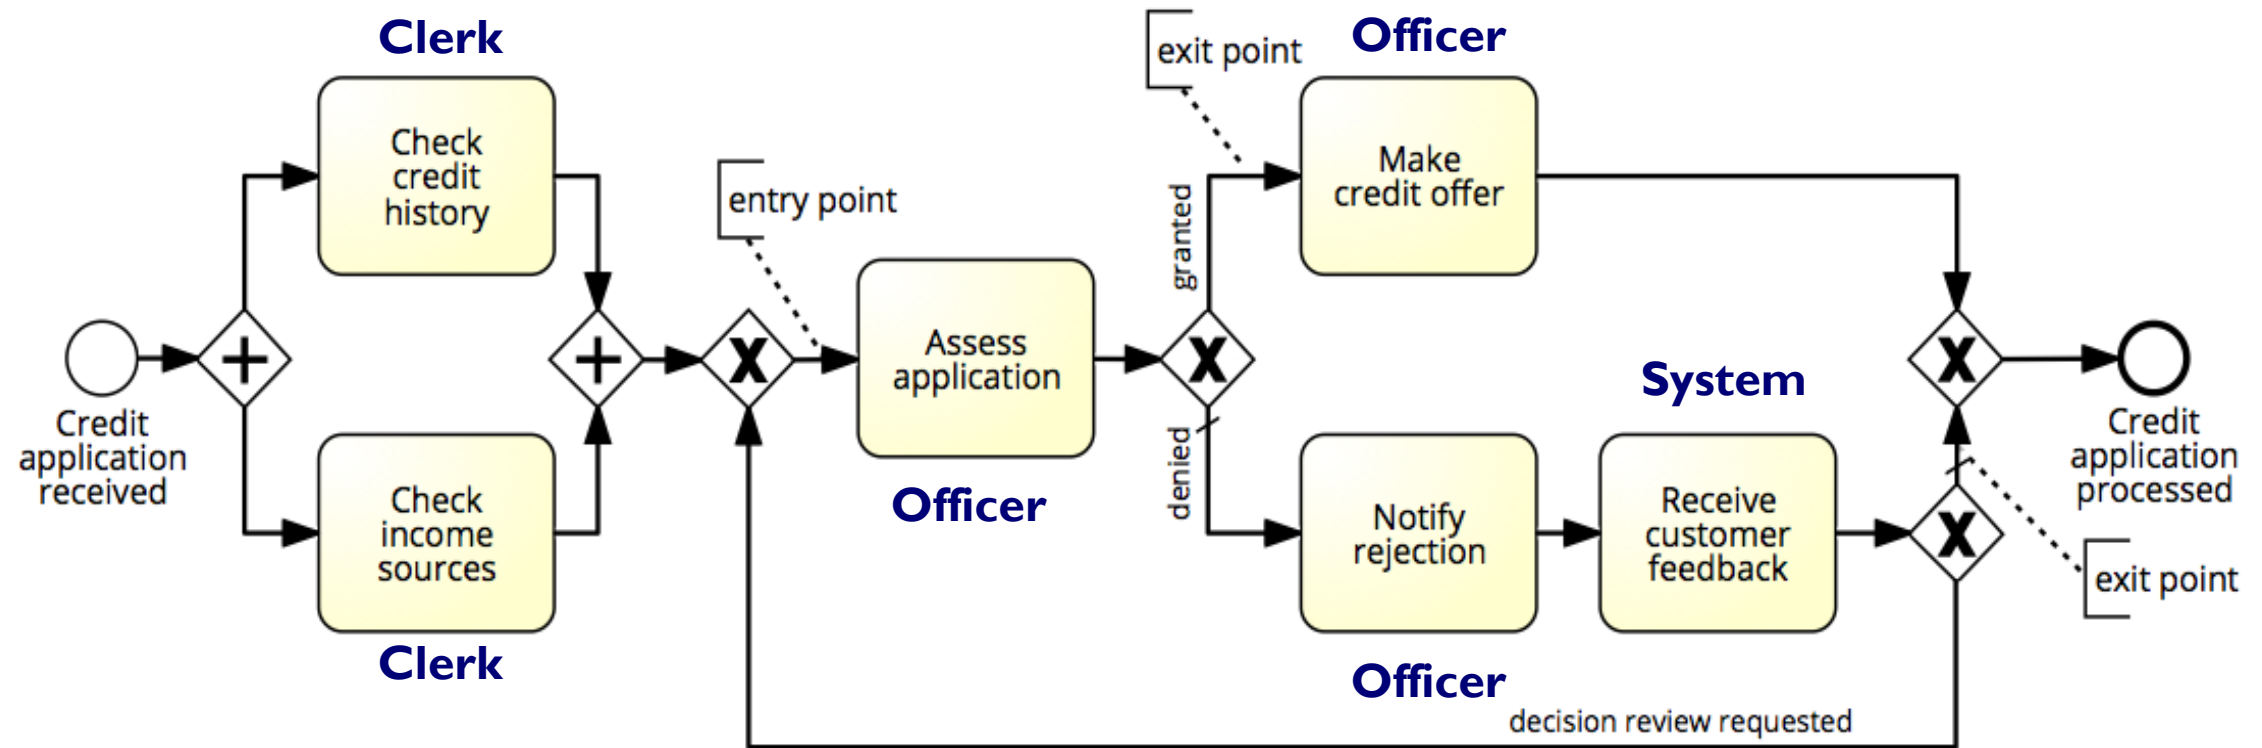 Clerk
Check
credit
history
Credit
application
received
Check
income
sources
Clerk
entry point
Assess
application
Officer
exit point
Officer
granted
Make
credit offer
denied
Notify
rejection
Officer
System
Receive
customer
feedback
decision review requested
Credit
application
processed
exit point